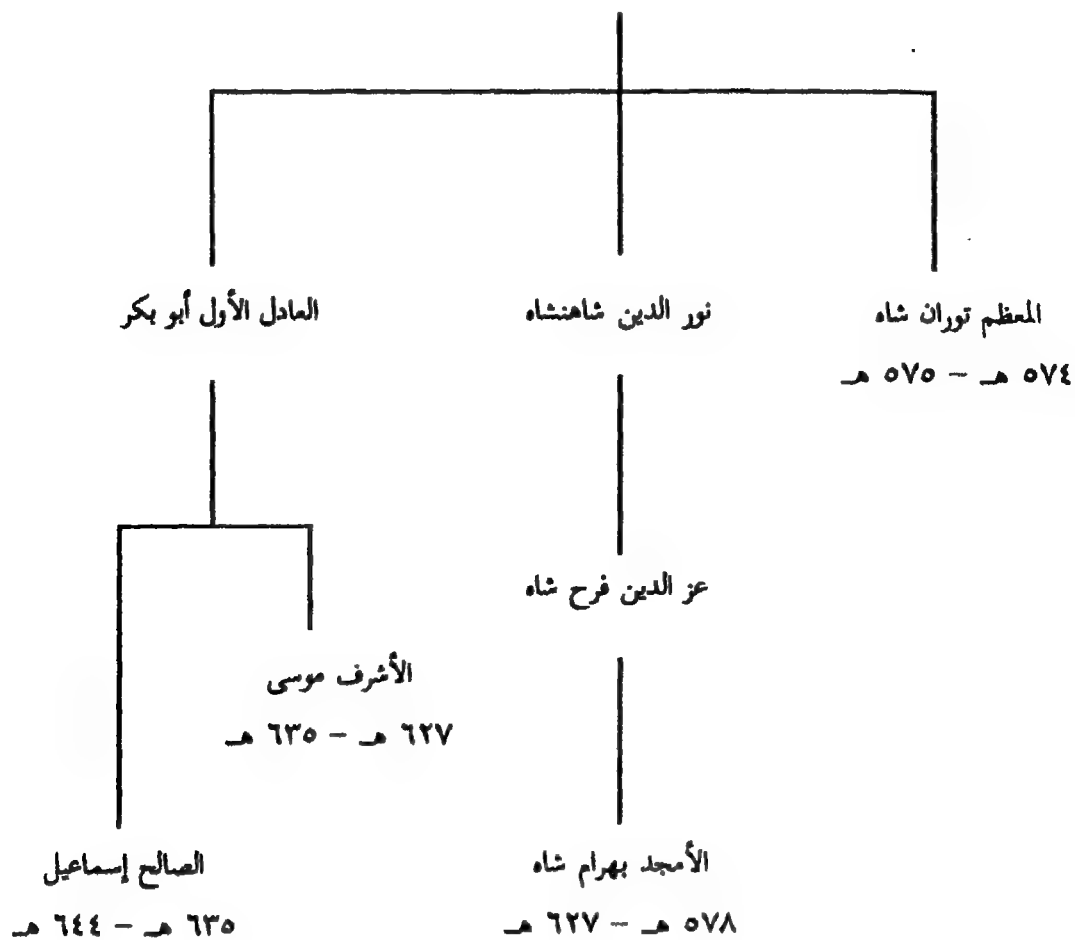 المعظم توران شاه
٥٧٤ هـ – ٥٧٥ هـ
نور الدين شاهنشاه
العادل الأول أبو بكر
عز الدين فرح شاه
الأشرف موسى
٦٢٧ هـ – ٦٣٥ هـ
الأمجد بهرام شاه
٥٧٨ هـ – ٦٢٧ هـ
الصالح إسماعيل
٦٣٥ هـ – ٦٤٤ هـ